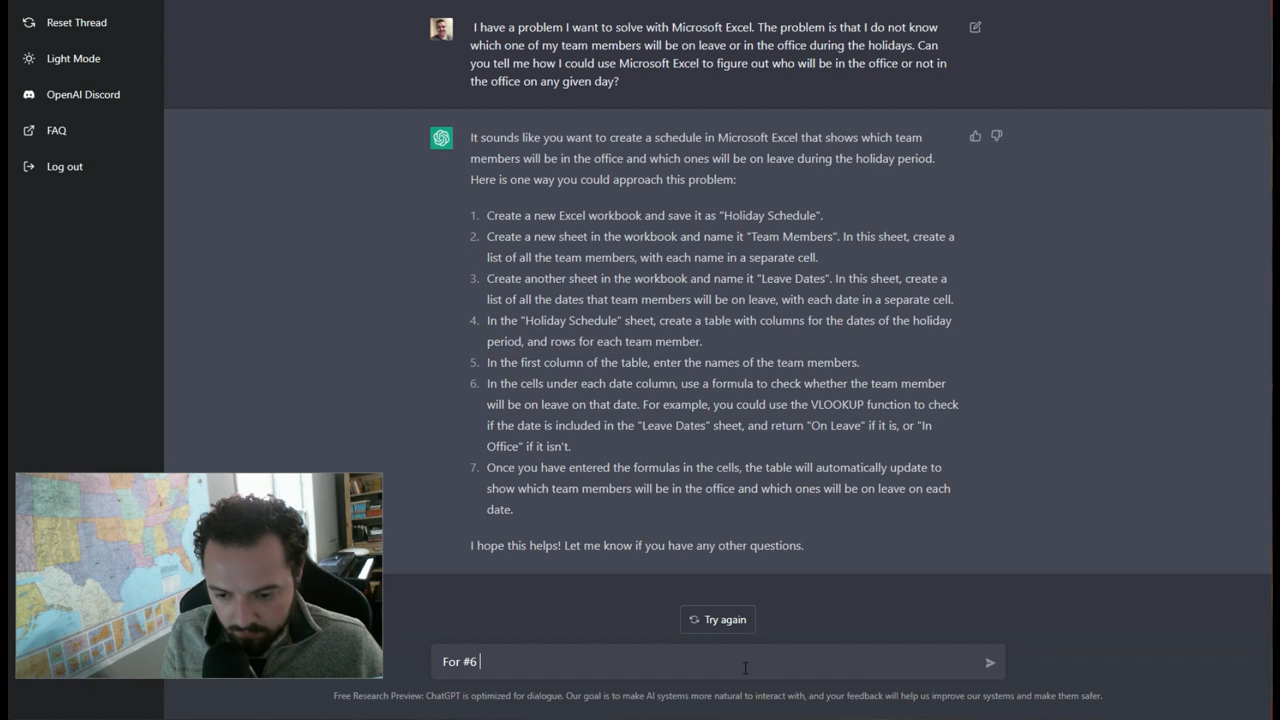 Reset Thread
Light Mode
OpenAI Discord
FAQ
Log out
I have a problem I want to solve with Microsoft Excel. The problem is that I do not know
which one of my team members will be on leave or in the office during the holidays. Can
you tell me how I could use Microsoft Excel to figure out who will be in the office or not in
the office on any given day?
It sounds like you want to create a schedule in Microsoft Excel that shows which team
members will be in the office and which ones will be on leave during the holiday period.
Here is one way you could approach this problem:
1. Create a new Excel workbook and save it as "Holiday Schedule".
2. Create a new sheet in the workbook and name it "Team Members". In this sheet, create a
list of all the team members, with each name in a separate cell.
3. Create another sheet in the workbook and name it "Leave Dates". In this sheet, create a
list of all the dates that team members will be on leave, with each date in a separate cell.
4. In the "Holiday Schedule" sheet, create a table with columns for the dates of the holiday
period, and rows for each team member.
5. In the first column of the table, enter the names of the team members.
6. In the cells under each date column, use a formula to check whether the team member
will be on leave on that date. For example, you could use the VLOOKUP function to check
if the date is included in the "Leave Dates" sheet, and return "On Leave" if it is, or "In
Office" if it isn't.
7. Once you have entered the formulas in the cells, the table will automatically update to
show which team members will be in the office and which ones will be on leave on each
date.
I hope this helps! Let me know if you have any other questions.
Try again
For #6
Free Research Preview: ChatGPT is optimized for dialogue. Our goal is to make AI systems more natural to interact with, and your feedback will help us improve our systems and make them safer.